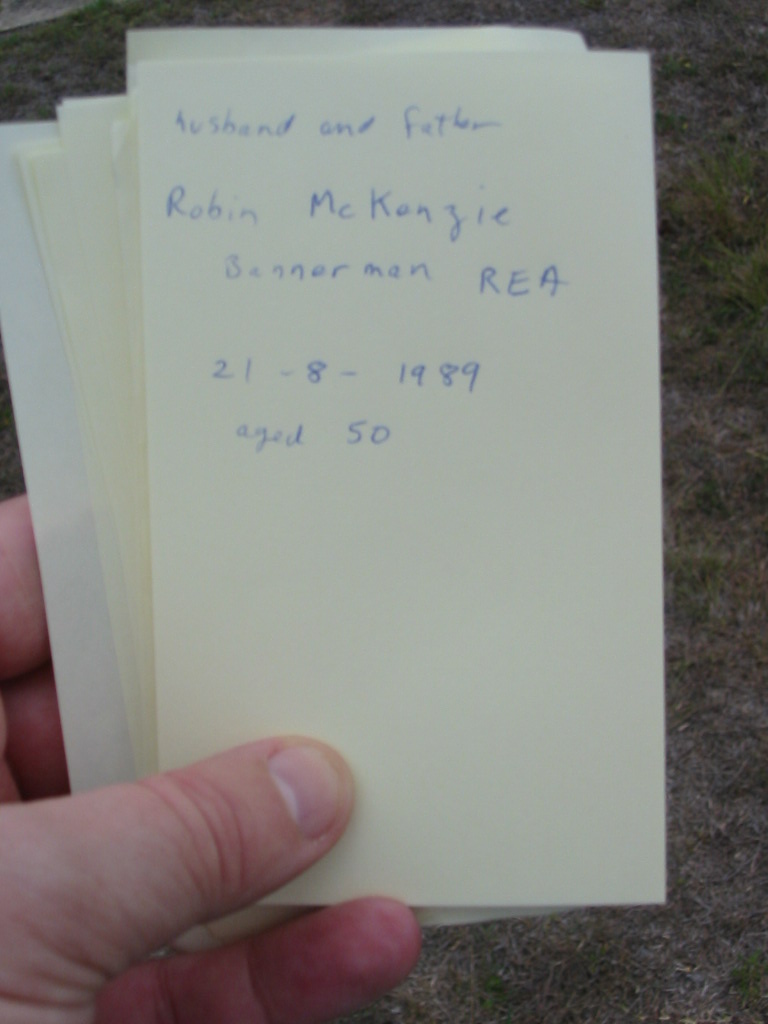 husband and father
Robin McKenzie
Bannerman REA
21 - 8 - 1989
aged 50